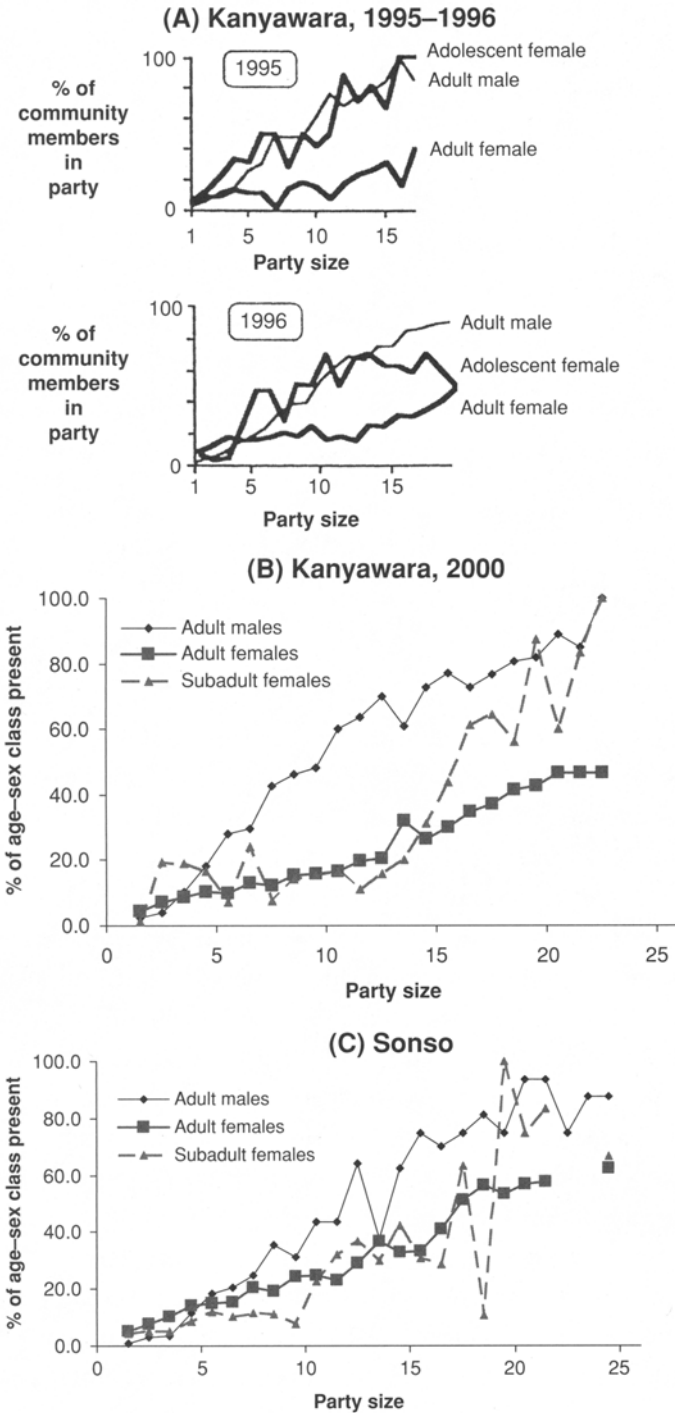 (A) Kanyawara, 1995–1996
% of
community
members
in
party
100
0
1995
Adolescent female
Adult male
Adult female
1 5 10 15
Party size
% of
community
members
in
party
100
0
1996
Adult male
Adolescent female
Adult female
1 5 10 15
Party size
(B) Kanyawara, 2000
% of age–sex class present
100.0
80.0
60.0
40.0
20.0
0.0
Adult males
Adult females
Subadult females
0 5 10 15 20 25
Party size
(C) Sonso
% of age–sex class present
100.0
80.0
60.0
40.0
20.0
0.0
Adult males
Adult females
Subadult females
0 5 10 15 20 25
Party size